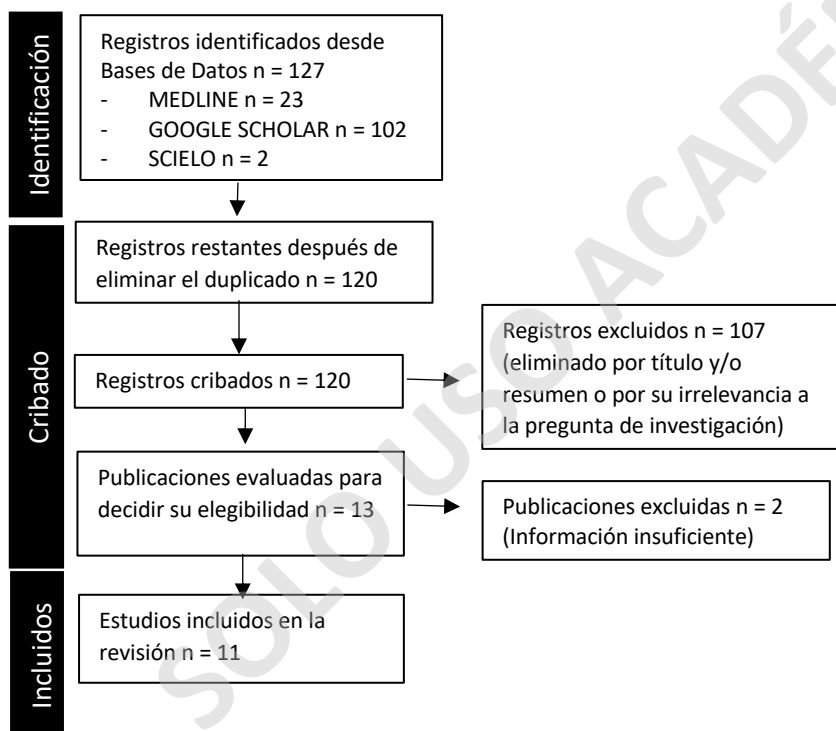 Identificación
Registros identificados desde
Bases de Datos n = 127
- MEDLINE n = 23
- GOOGLE SCHOLAR n = 102
- SCIELO n = 2
Cribado
Registros restantes después de
eliminar el duplicado n = 120
Registros cribados n = 120
Registros excluidos n = 107
(eliminado por título y/o
resumen o por su irrelevancia a
la pregunta de investigación)
Publicaciones evaluadas para
decidir su elegibilidad n = 13
Publicaciones excluidas n = 2
(Información insuficiente)
Incluidos
Estudios incluidos en la
revisión n = 11
SOLO USO ACADÉ